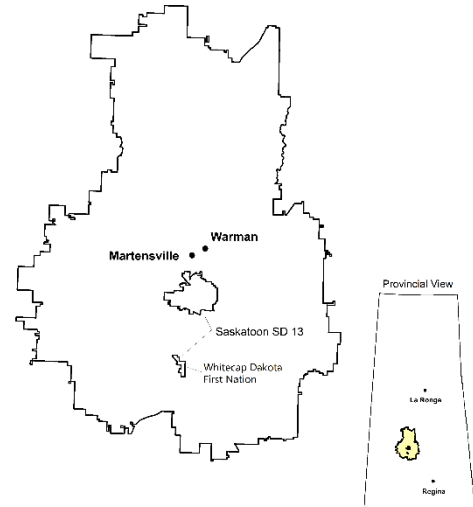 Warman
Martensville
Saskatoon SD 13
Whitecap Dakota
First Nation
Provincial View
La Ronge
Regina